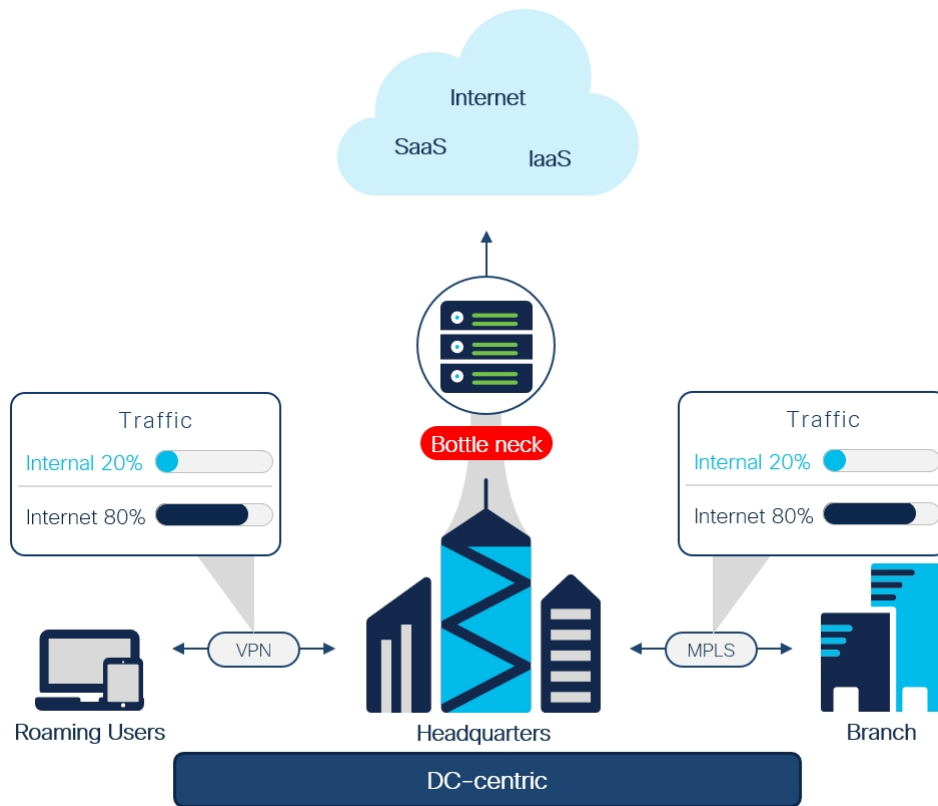 Internet
SaaS
IaaS
Bottle neck
Traffic
Internal 20%
Internet 80%
Traffic
Internal 20%
Internet 80%
VPN
MPLS
Roaming Users
Headquarters
Branch
DC-centric